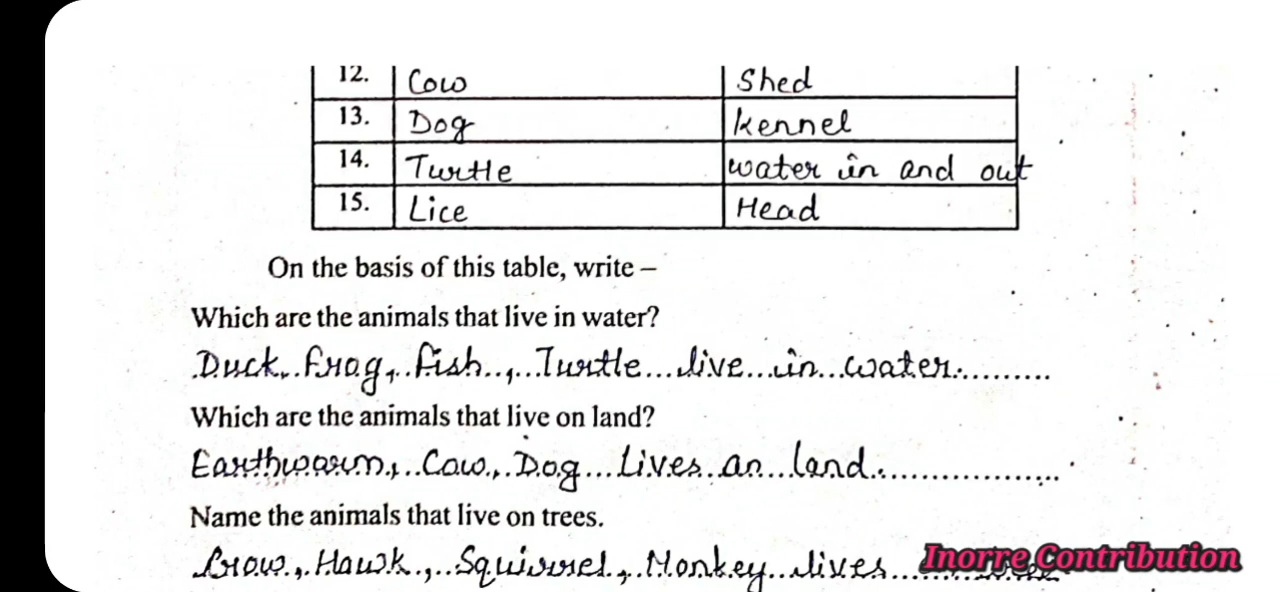 12. Cow Shed
13. Dog kennel
14. Turtle water in and out
15. Lice Head
On the basis of this table, write –
Which are the animals that live in water?
Duck, frog, fish, Turtle live in water.
Which are the animals that live on land?
Earthworm, Cow, Dog Lives on land.
Name the animals that live on trees.
Crow, Hawk, Squirrel, Monkey lives
Inorre Contribution